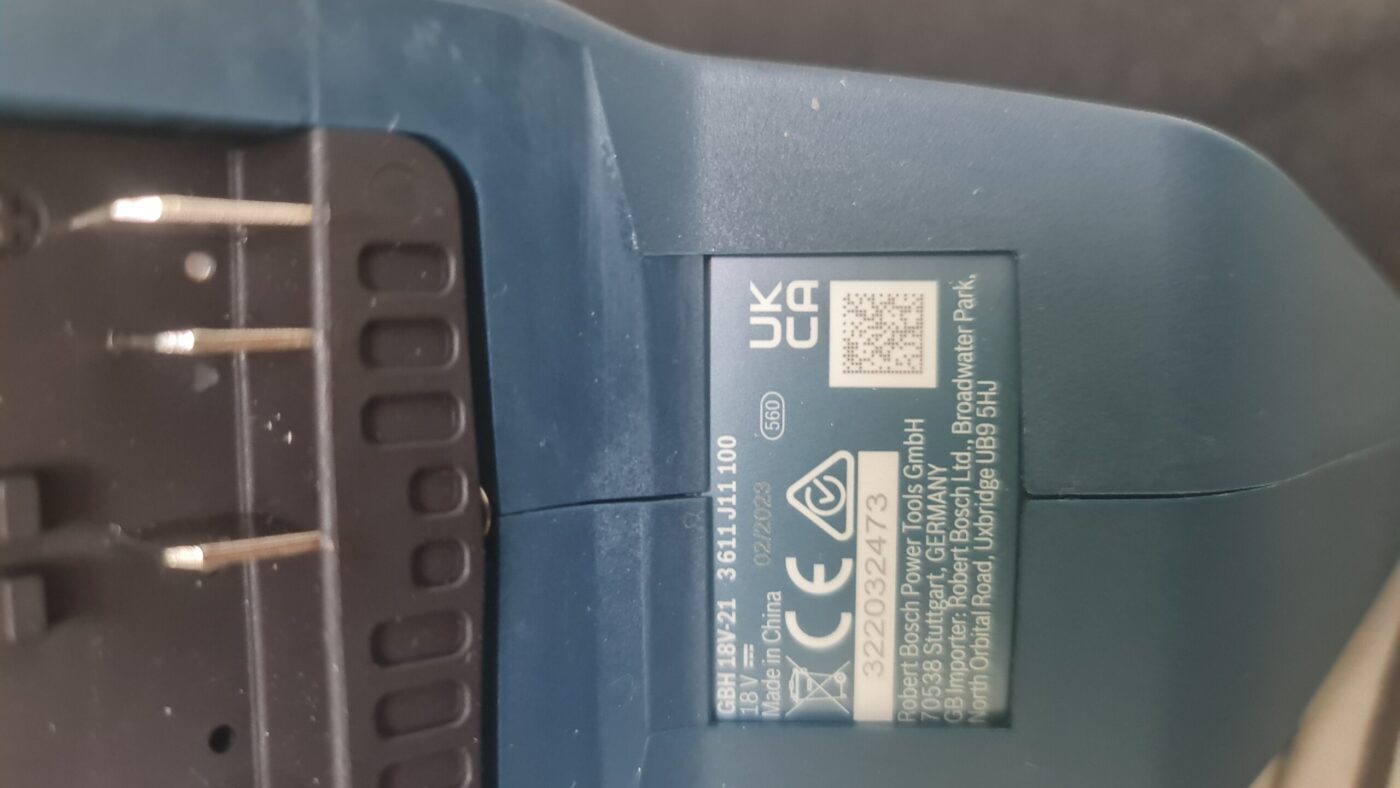 GBH 18V-21 3 611 J11 100
18 V
Made in China 02/2023
560
UK
CA
CE
322032473
Robert Bosch Power Tools GmbH
70538 Stuttgart, GERMANY
GB Importer: Robert Bosch Ltd., Broadwater Park,
North Orbital Road, Uxbridge UB9 5HJ